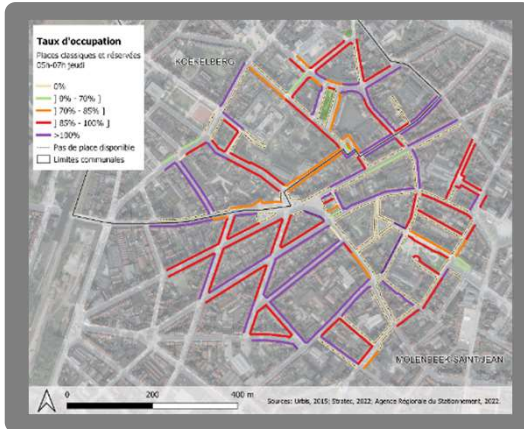 Taux d'occupation
Places classiques et réservées
05h-07h jeudi
0%
] 0% - 70% ]
] 70% - 85% ]
] 85% - 100% ]
>100%
Pas de place disponible
Limites communales
KOEKELBERG
MOLENBEEK-SAINT-JEAN
0 200 400 m
Sources: Urbis, 2015; Stratec, 2022; Agence Régionale du Stationnement, 2022.